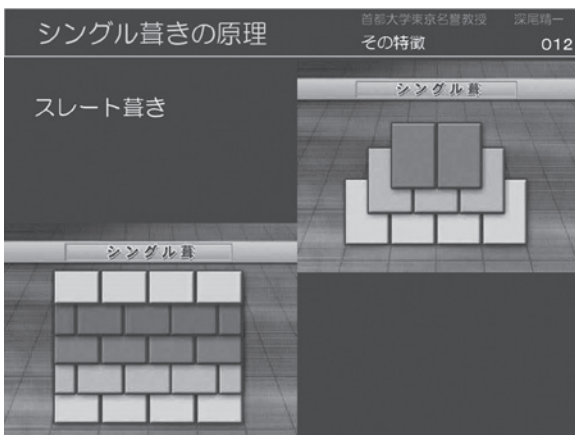 シングル葺きの原理
首都大学東京名誉教授 深尾精一
その特徴 012
スレート葺き
シングル葺
シングル葺